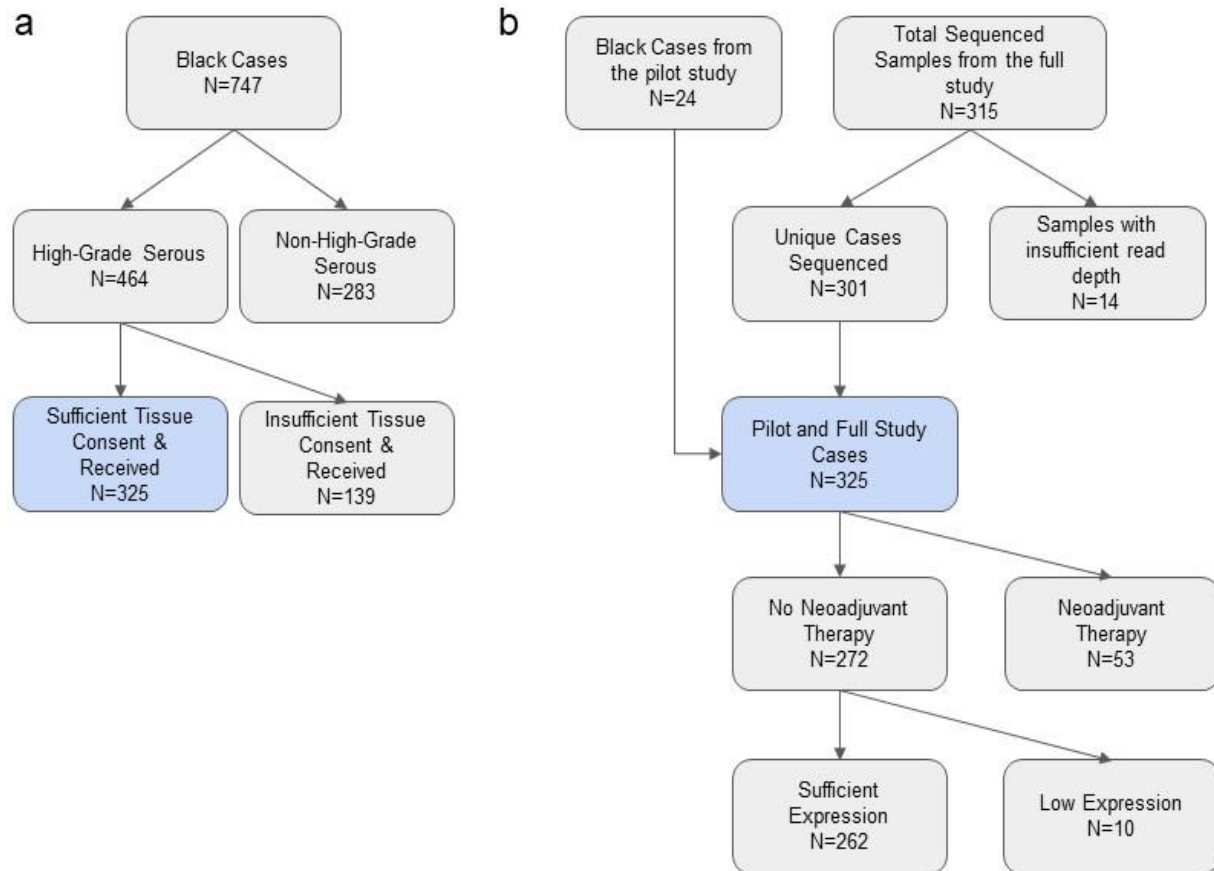 a
Black Cases
N=747
High-Grade Serous
N=464
Non-High-Grade
Serous
N=283
Sufficient Tissue
Consent &
Received
N=325
Insufficient Tissue
Consent &
Received
N=139
b
Black Cases from
the pilot study
N=24
Total Sequenced
Samples from the full
study
N=315
Unique Cases
Sequenced
N=301
Samples with
insufficient read
depth
N=14
Pilot and Full Study
Cases
N=325
No Neoadjuvant
Therapy
N=272
Neoadjuvant
Therapy
N=53
Sufficient
Expression
N=262
Low Expression
N=10